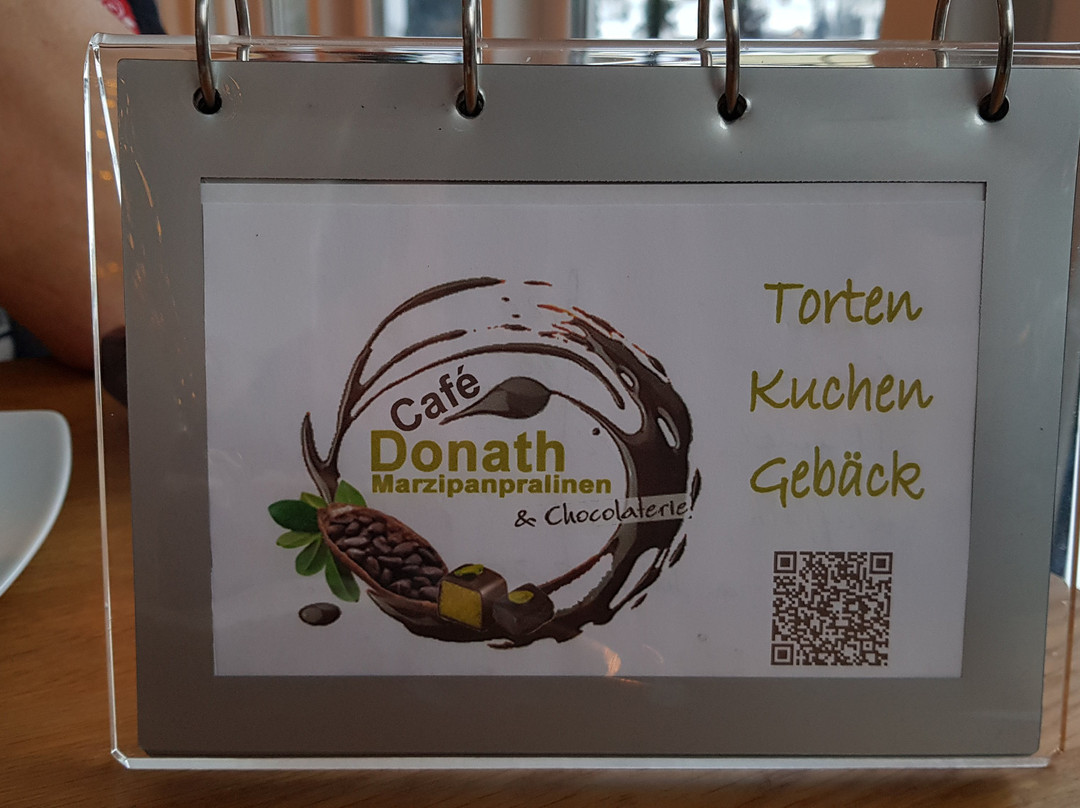 Café
Donath
Marzipanpralinen
& Chocolaterie!
Torten
Kuchen
Gebäck